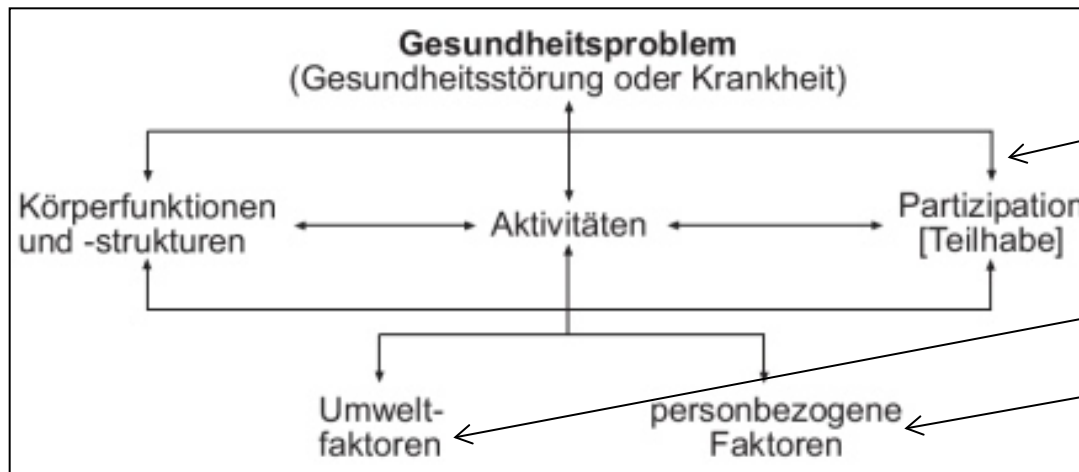 Gesundheitsproblem
(Gesundheitsstörung oder Krankheit)
Körperfunktionen
und -strukturen
Aktivitäten
Partizipation
[Teilhabe]
Umwelt-
faktoren
personbezogene
Faktoren